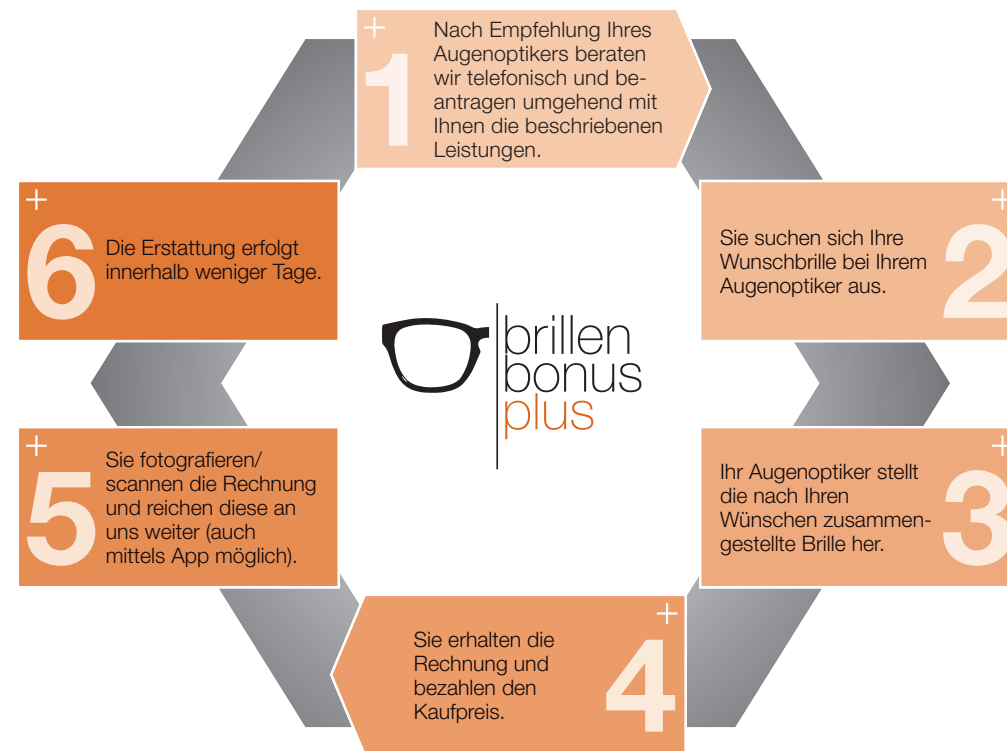 +
1
Nach Empfehlung Ihres
Augenoptikers beraten
wir telefonisch und be-
antragen umgehend mit
Ihnen die beschriebenen
Leistungen.
+
2
Sie suchen sich Ihre
Wunschbrille bei Ihrem
Augenoptiker aus.
+
3
Ihr Augenoptiker stellt
die nach Ihren
Wünschen zusammen-
gestellte Brille her.
+
4
Sie erhalten die
Rechnung und
bezahlen den
Kaufpreis.
+
5
Sie fotografieren/
scannen die Rechnung
und reichen diese an
uns weiter (auch
mittels App möglich).
+
6
Die Erstattung erfolgt
innerhalb weniger Tage.
brillen
bonus
plus